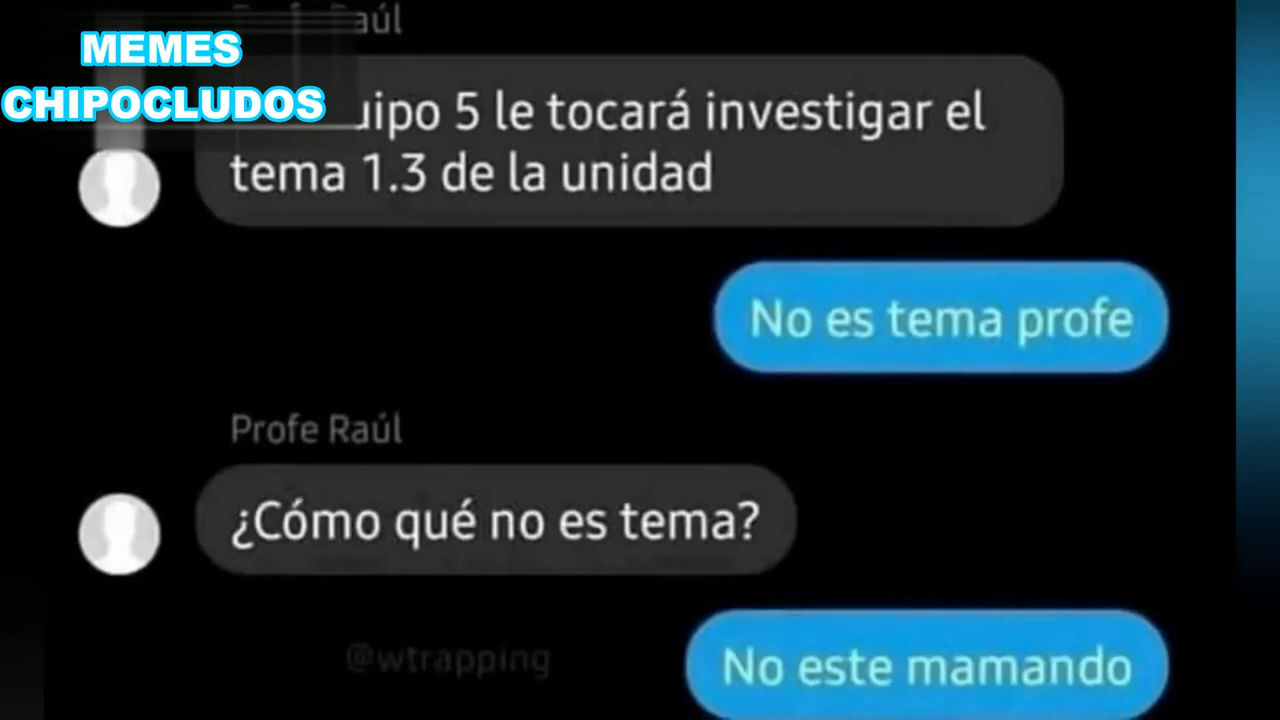 MEMES
CHIPOCLUDOS
aúl
uipo 5 le tocará investigar el
tema 1.3 de la unidad
No es tema profe
Profe Raúl
¿Cómo qué no es tema?
@wtrapping
No este mamando